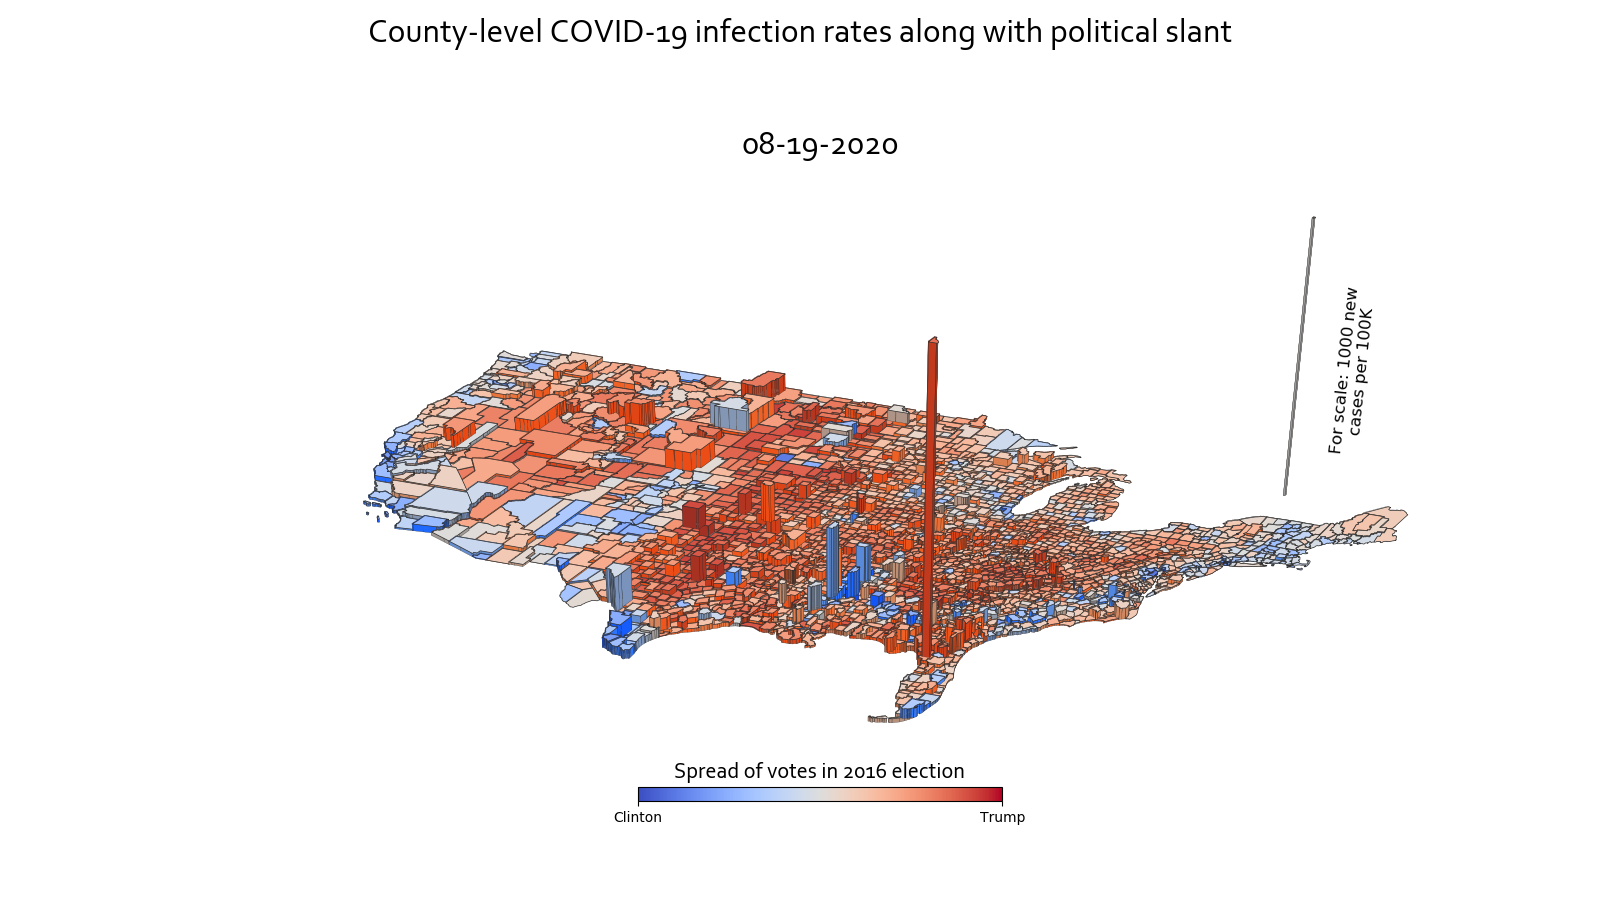 County-level COVID-19 infection rates along with political slant
08-19-2020
For scale: 1000 new
cases per 100K
Spread of votes in 2016 election
Clinton
Trump